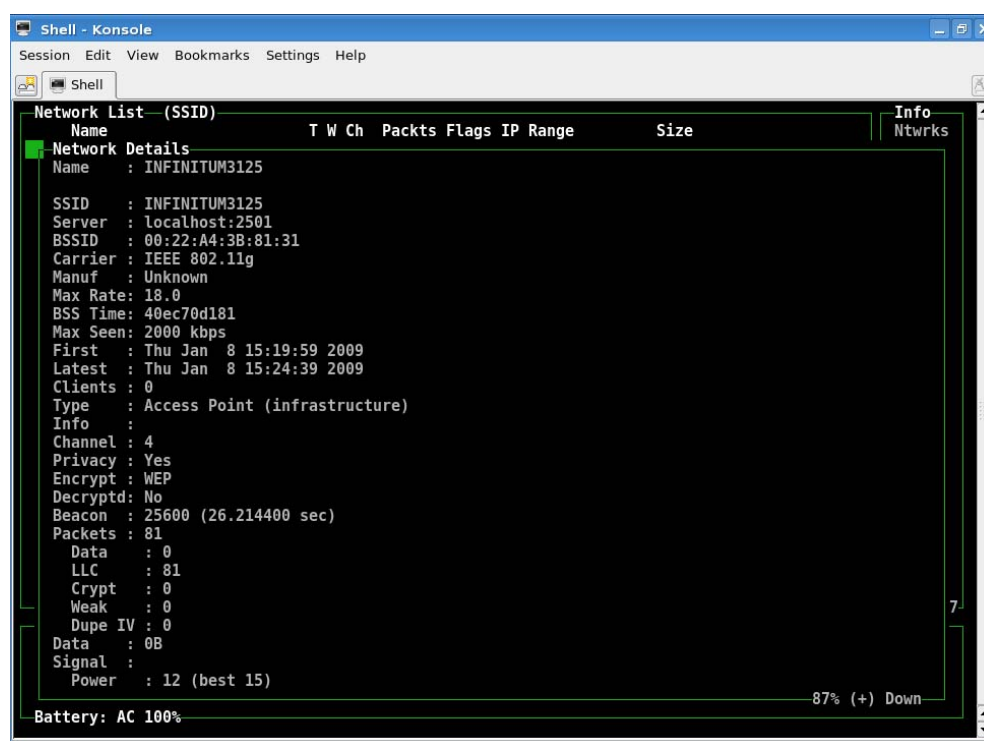 Shell - Konsole
Session Edit View Bookmarks Settings Help
Shell
Network List—(SSID) Info
Name T W Ch Packts Flags IP Range Size Ntwrks
Network Details
Name : INFINITUM3125
SSID : INFINITUM3125
Server : localhost:2501
BSSID : 00:22:A4:3B:81:31
Carrier : IEEE 802.11g
Manuf : Unknown
Max Rate: 18.0
BSS Time: 40ec70d181
Max Seen: 2000 kbps
First : Thu Jan 8 15:19:59 2009
Latest : Thu Jan 8 15:24:39 2009
Clients : 0
Type : Access Point (infrastructure)
Info :
Channel : 4
Privacy : Yes
Encrypt : WEP
Decryptd: No
Beacon : 25600 (26.214400 sec)
Packets : 81
Data : 0
LLC : 81
Crypt : 0
Weak : 0 7
Dupe IV : 0
Data : 0B
Signal :
Power : 12 (best 15)
87% (+) Down
Battery: AC 100%